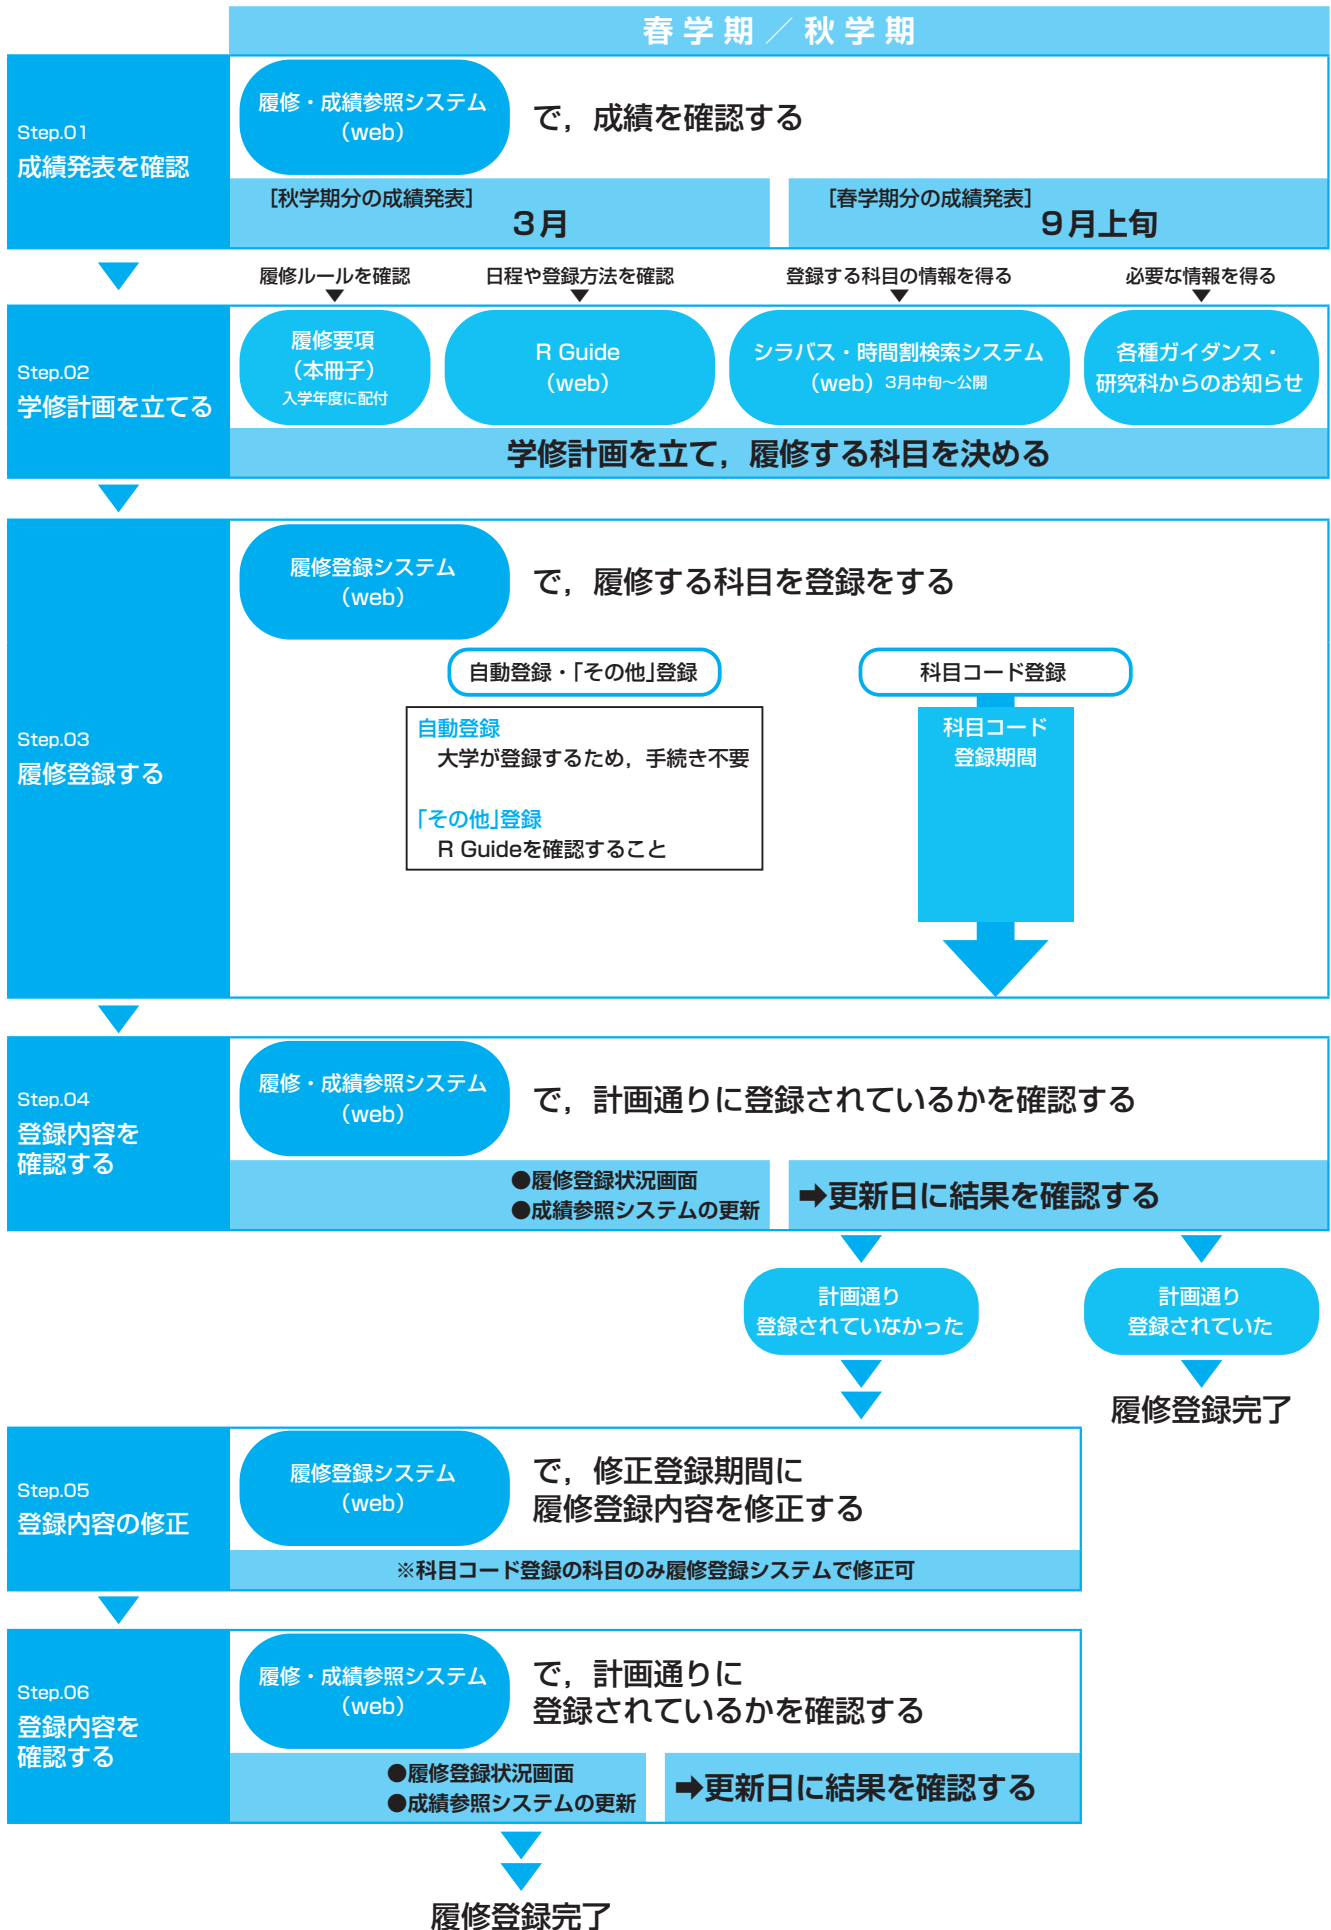 春学期／秋学期
Step.01
成績発表を確認
履修・成績参照システム
（web）
で，成績を確認する
［秋学期分の成績発表］
３月
［春学期分の成績発表］
９月上旬
履修ルールを確認
日程や登録方法を確認
登録する科目の情報を得る
必要な情報を得る
Step.02
学修計画を立てる
履修要項
（本冊子）
入学年度に配付
R Guide
（web）
シラバス・時間割検索システム
（web）3月中旬〜公開
各種ガイダンス・
研究科からのお知らせ
学修計画を立て，履修する科目を決める
Step.03
履修登録する
履修登録システム
（web）
で，履修する科目を登録をする
自動登録・「その他」登録
自動登録
大学が登録するため，手続き不要
「その他」登録
R Guideを確認すること
科目コード登録
科目コード
登録期間
Step.04
登録内容を
確認する
履修・成績参照システム
（web）
で，計画通りに登録されているかを確認する
●履修登録状況画面
●成績参照システムの更新
➡更新日に結果を確認する
計画通り
登録されていなかった
計画通り
登録されていた
履修登録完了
Step.05
登録内容の修正
履修登録システム
（web）
で，修正登録期間に
履修登録内容を修正する
※科目コード登録の科目のみ履修登録システムで修正可
Step.06
登録内容を
確認する
履修・成績参照システム
（web）
で，計画通りに
登録されているかを確認する
●履修登録状況画面
●成績参照システムの更新
➡更新日に結果を確認する
履修登録完了